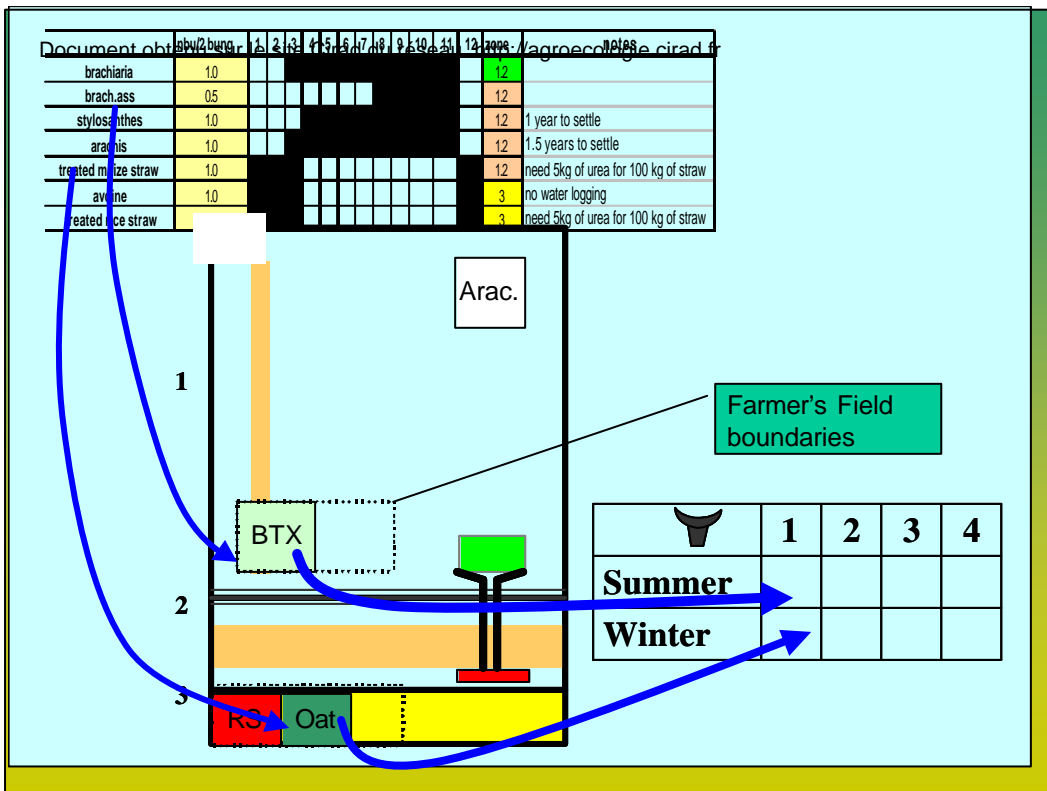 nbu/2 bung 1 2 3 4 5 6 7 8 9 10 11 12 zone notes
Document obtenu sur le site Cirad du réseau http://agroecologie.cirad.fr
brachiaria 1.0 1.2
brach.ass 0.5 1.2
stylosanthes 1.0 1.2 1 year to settle
arachis 1.0 1.2 1.5 years to settle
treated maize straw 1.0 1.2 need 5kg of urea for 100 kg of straw
avoine 1.0 3 no water logging
treated rice straw 3 need 5kg of urea for 100 kg of straw
Arac.
1
Farmer's Field
boundaries
BTX
1 2 3 4
Summer
Winter
2
3
RS Oat